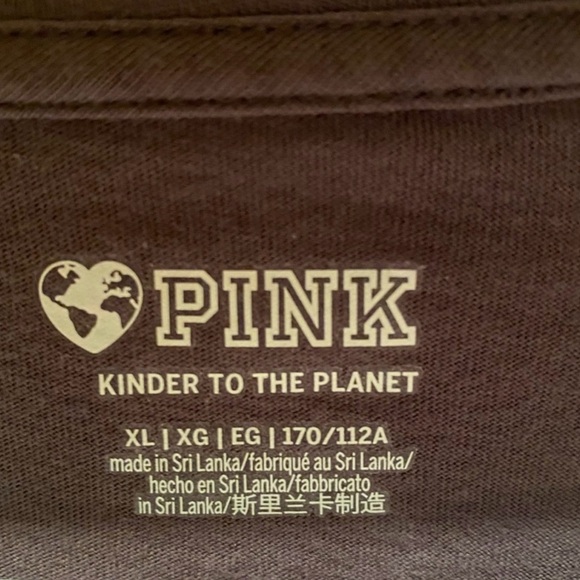 PINK
KINDER TO THE PLANET
XL | XG | EG | 170/112A
made in Sri Lanka/fabriqué au Sri Lanka/
hecho en Sri Lanka/fabbricato
in Sri Lanka/斯里兰卡制造